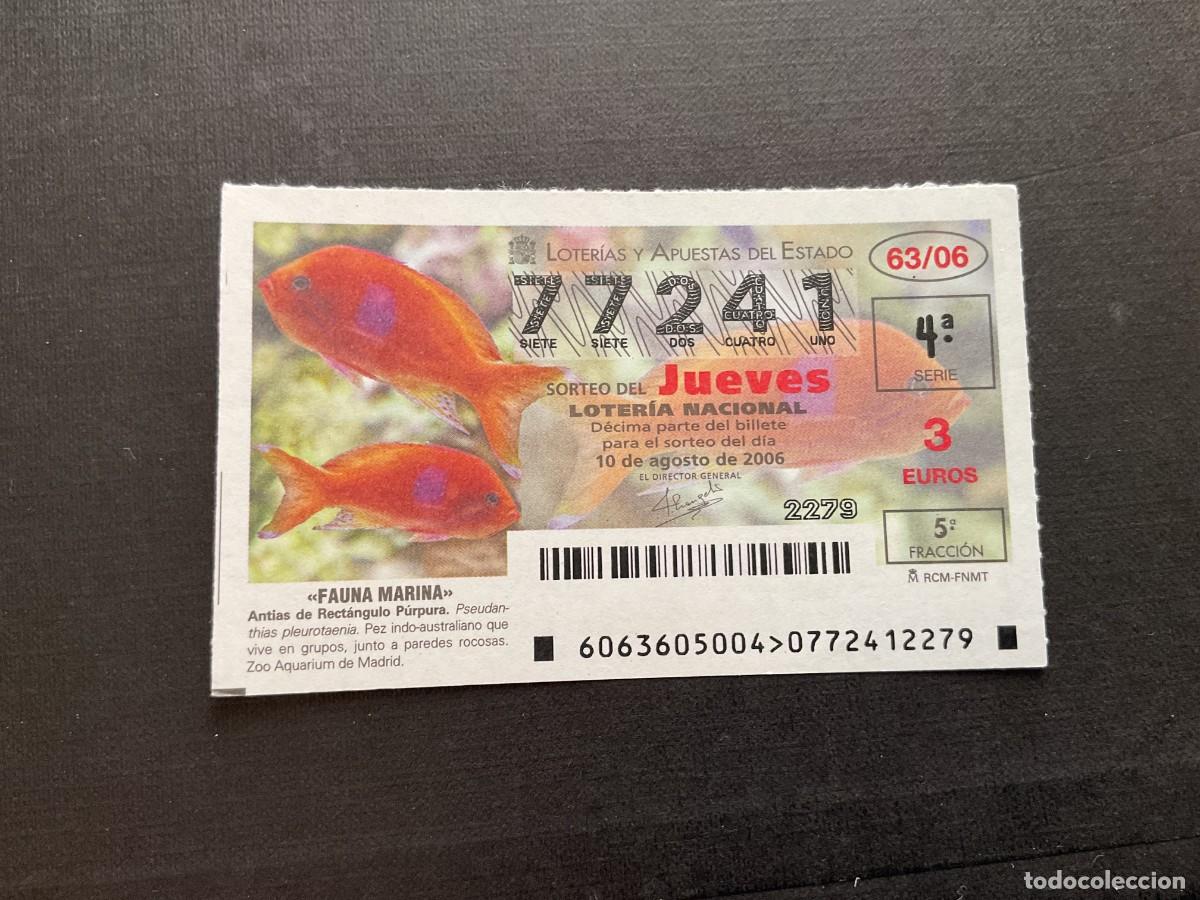 LOTERÍAS Y APUESTAS DEL ESTADO
63/06
77241
SIETE SIETE DOS CUATRO UNO
4.ª
SERIE
SORTEO DEL Jueves
LOTERÍA NACIONAL
Décima parte del billete
para el sorteo del día
10 de agosto de 2006
EL DIRECTOR GENERAL
3
EUROS
2279
5ª
FRACCIÓN
RCM-FNMT
«FAUNA MARINA»
Antias de Rectángulo Púrpura. Pseudan-
thias pleurotaenia. Pez indo-australiano que
vive en grupos, junto a paredes rocosas.
Zoo Aquarium de Madrid.
6063605004>0772412279
todocoleccion